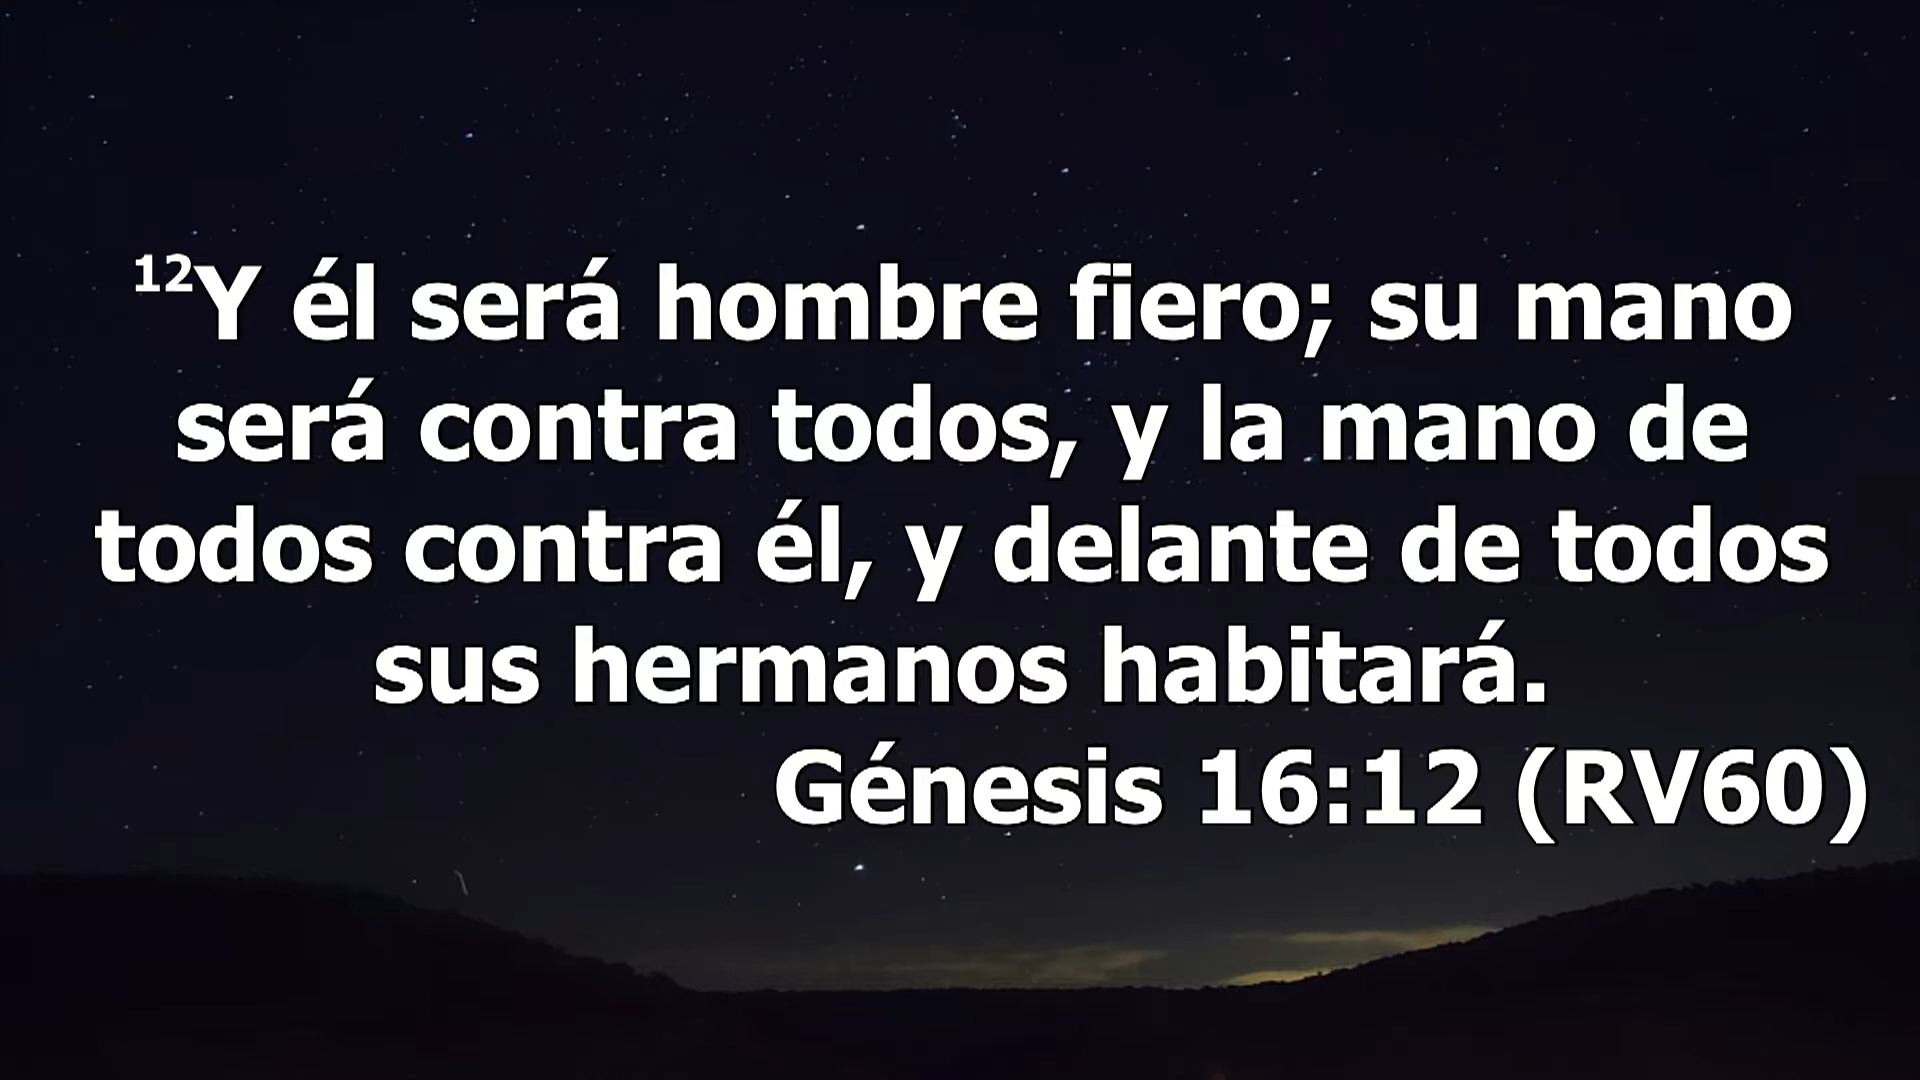 ¹²Y él será hombre fiero; su mano
será contra todos, y la mano de
todos contra él, y delante de todos
sus hermanos habitará.
Génesis 16:12 (RV60)